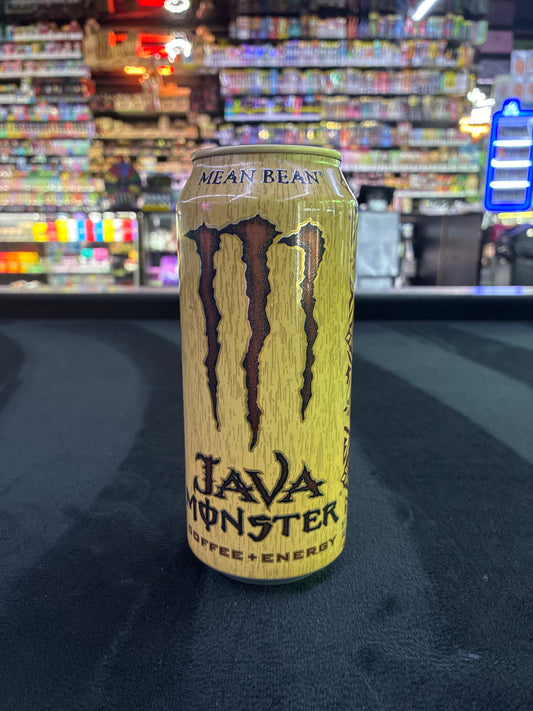 MEAN BEAN®
JAVA
MONSTER
COFFEE + ENERGY